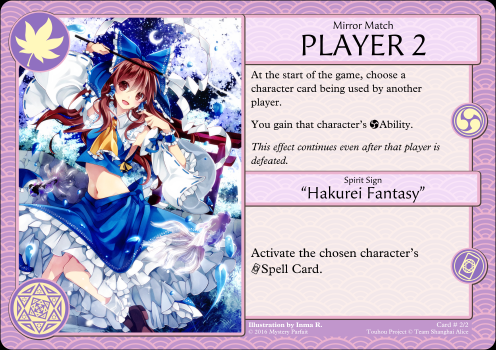 Mirror Match
PLAYER 2
At the start of the game, choose a
character card being used by another
player.
You gain that character's Ability.
This effect continues even after that player is
defeated.
Spirit Sign
"Hakurei Fantasy"
Activate the chosen character's
Spell Card.
Illustration by Inma R.
© 2016 Mystery Parfait
Card # 2/2
Touhou Project © Team Shanghai Alice